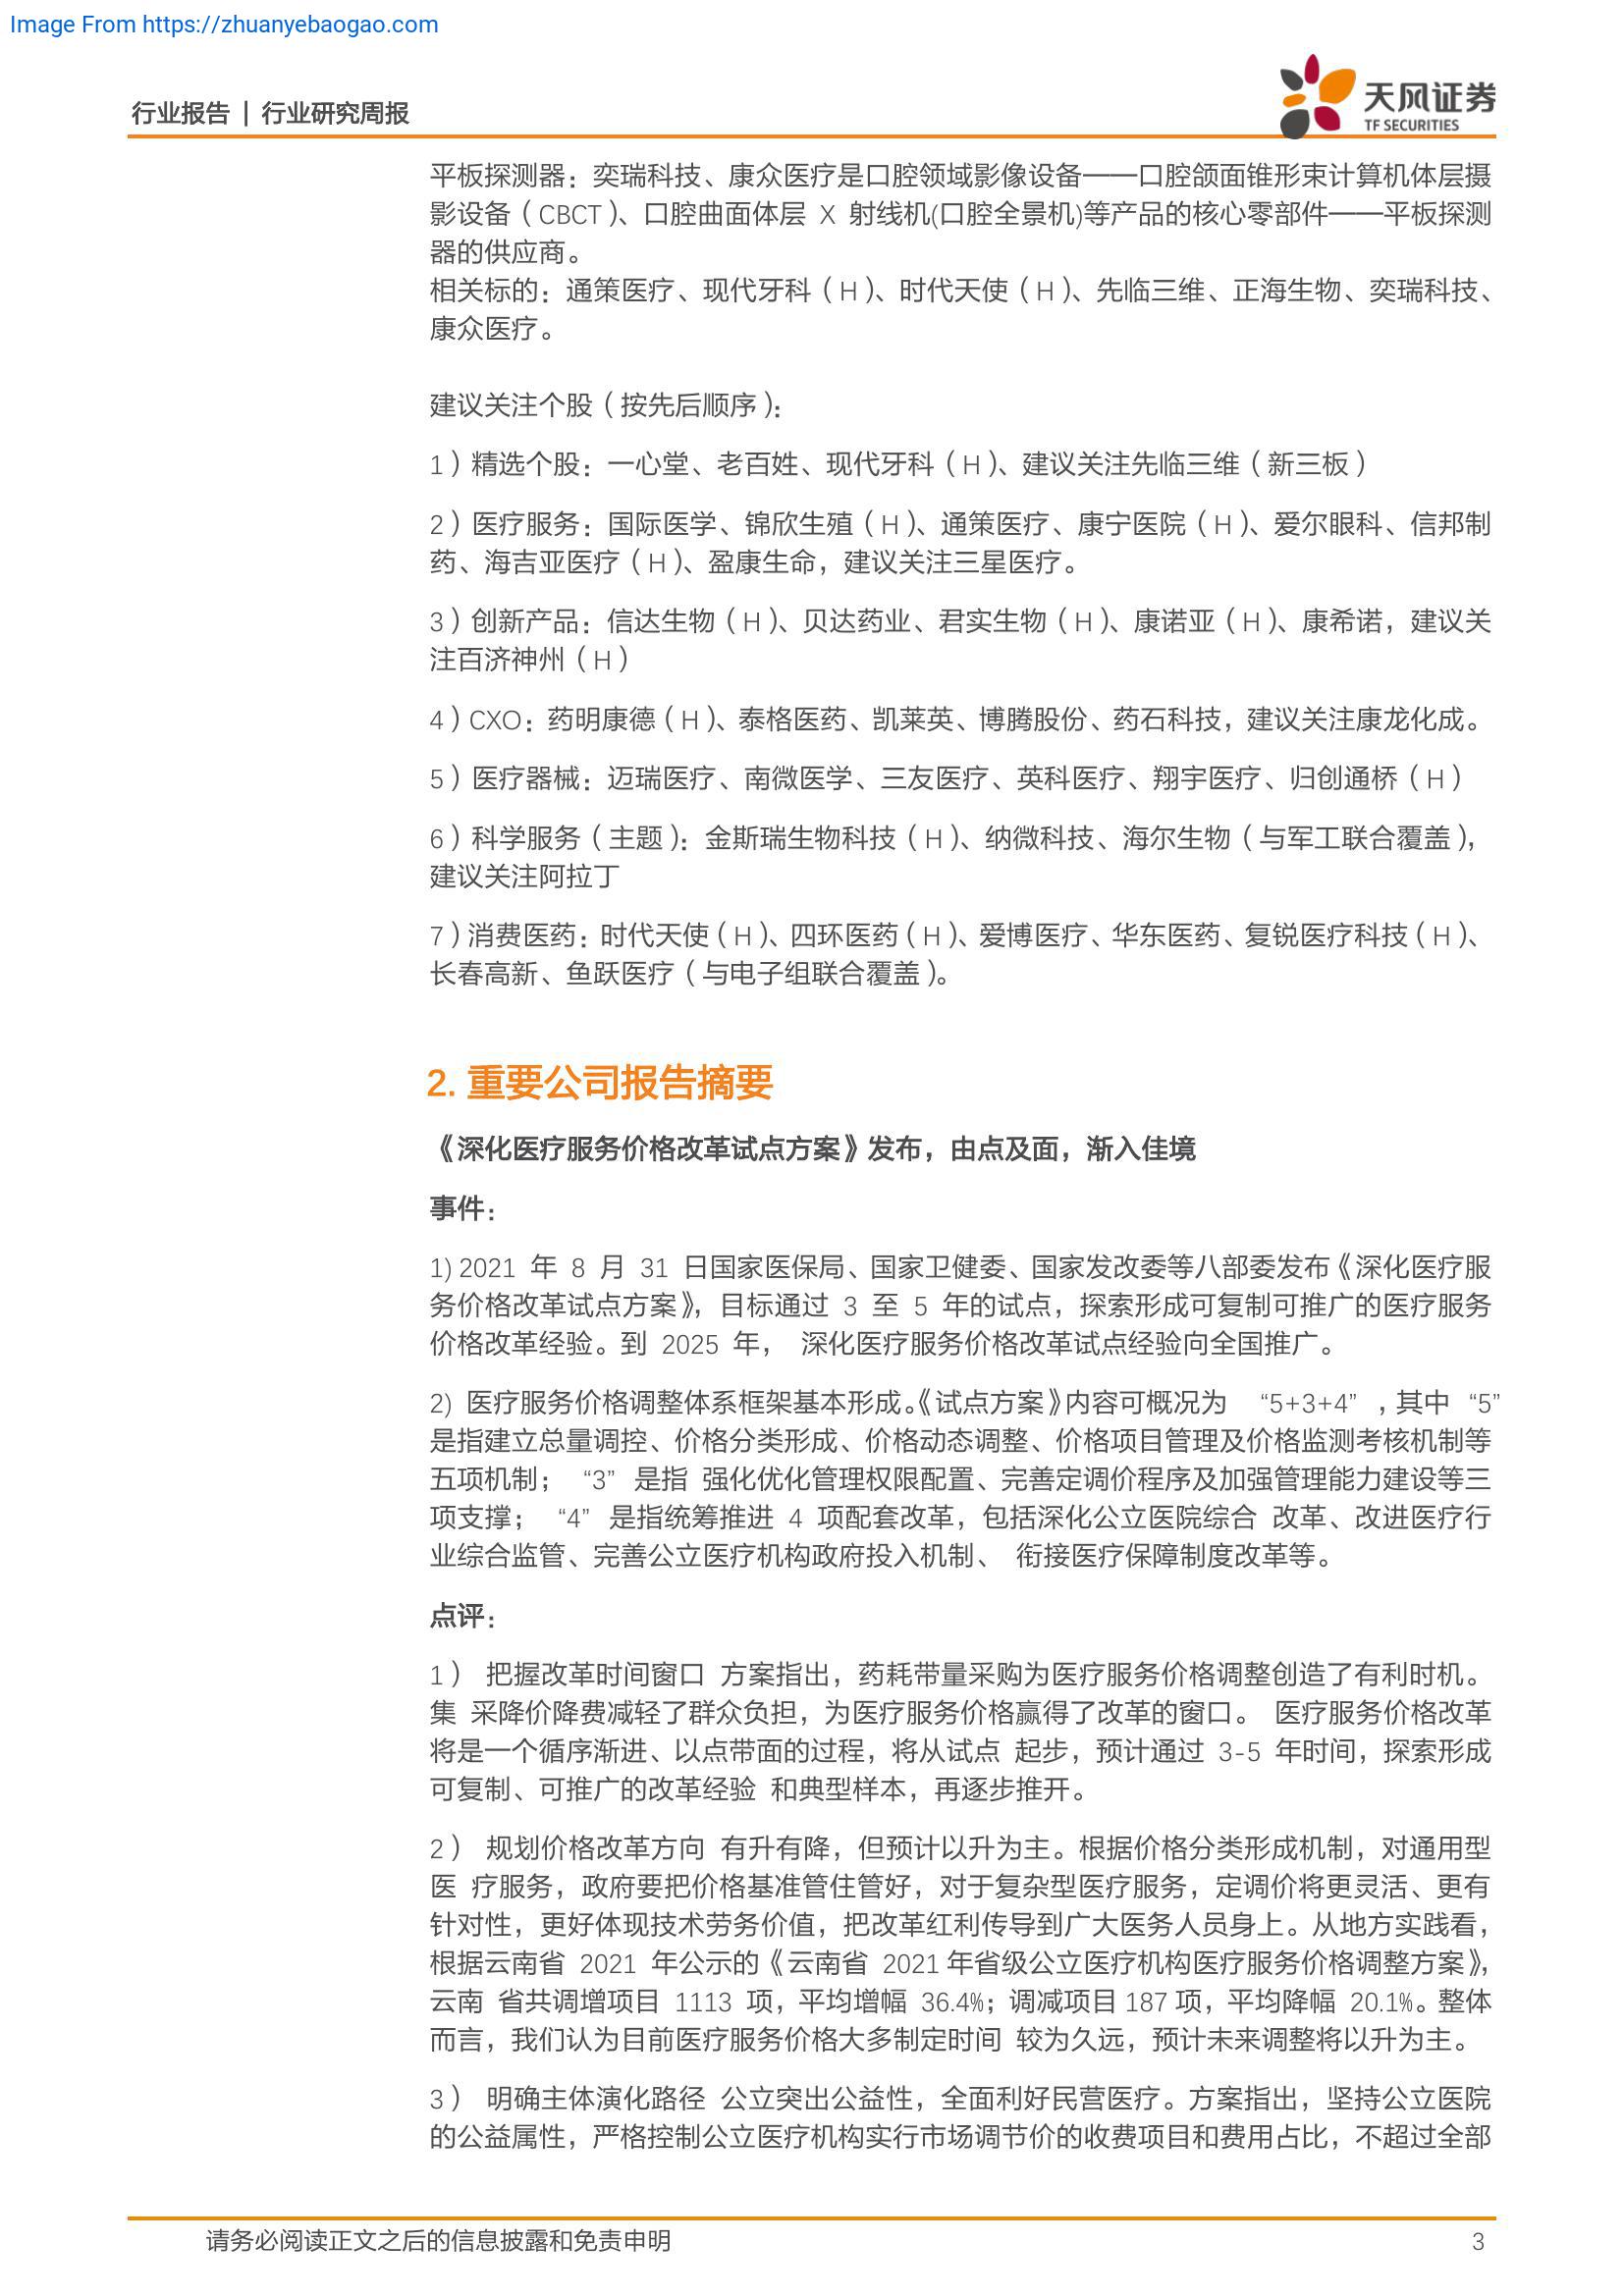 Image From https://zhuanyebaogao.com
行业报告 | 行业研究周报
天风证券
TF SECURITIES
平板探测器：奕瑞科技、康众医疗是口腔领域影像设备——口腔颌面锥形束计算机体层摄
影设备（CBCT）、口腔曲面体层 X 射线机(口腔全景机)等产品的核心零部件——平板探测
器的供应商。
相关标的：通策医疗、现代牙科（H）、时代天使（H）、先临三维、正海生物、奕瑞科技、
康众医疗。
建议关注个股（按先后顺序）：
1）精选个股：一心堂、老百姓、现代牙科（H）、建议关注先临三维（新三板）
2）医疗服务：国际医学、锦欣生殖（H）、通策医疗、康宁医院（H）、爱尔眼科、信邦制
药、海吉亚医疗（H）、盈康生命，建议关注三星医疗。
3）创新产品：信达生物（H）、贝达药业、君实生物（H）、康诺亚（H）、康希诺，建议关
注百济神州（H）
4）CXO：药明康德（H）、泰格医药、凯莱英、博腾股份、药石科技，建议关注康龙化成。
5）医疗器械：迈瑞医疗、南微医学、三友医疗、英科医疗、翔宇医疗、归创通桥（H）
6）科学服务（主题）：金斯瑞生物科技（H）、纳微科技、海尔生物（与军工联合覆盖），
建议关注阿拉丁
7）消费医药：时代天使（H）、四环医药（H）、爱博医疗、华东医药、复锐医疗科技（H）、
长春高新、鱼跃医疗（与电子组联合覆盖）。
2. 重要公司报告摘要
《深化医疗服务价格改革试点方案》发布，由点及面，渐入佳境
事件：
1) 2021 年 8 月 31 日国家医保局、国家卫健委、国家发改委等八部委发布《深化医疗服
务价格改革试点方案》，目标通过 3 至 5 年的试点，探索形成可复制可推广的医疗服务
价格改革经验。到 2025 年， 深化医疗服务价格改革试点经验向全国推广。
2) 医疗服务价格调整体系框架基本形成。《试点方案》内容可概况为 “5+3+4” ，其中 “5”
是指建立总量调控、价格分类形成、价格动态调整、价格项目管理及价格监测考核机制等
五项机制； “3” 是指 强化优化管理权限配置、完善定调价程序及加强管理能力建设等三
项支撑； “4” 是指统筹推进 4 项配套改革，包括深化公立医院综合 改革、改进医疗行
业综合监管、完善公立医疗机构政府投入机制、 衔接医疗保障制度改革等。
点评：
1） 把握改革时间窗口 方案指出，药耗带量采购为医疗服务价格调整创造了有利时机。
集 采降价降费减轻了群众负担，为医疗服务价格赢得了改革的窗口。 医疗服务价格改革
将是一个循序渐进、以点带面的过程，将从试点 起步，预计通过 3-5 年时间，探索形成
可复制、可推广的改革经验 和典型样本，再逐步推开。
2） 规划价格改革方向 有升有降，但预计以升为主。根据价格分类形成机制，对通用型
医 疗服务，政府要把价格基准管住管好，对于复杂型医疗服务，定调价将更灵活、更有
针对性，更好体现技术劳务价值，把改革红利传导到广大医务人员身上。从地方实践看，
根据云南省 2021 年公示的《云南省 2021 年省级公立医疗机构医疗服务价格调整方案》，
云南 省共调增项目 1113 项，平均增幅 36.4%；调减项目 187 项，平均降幅 20.1%。整体
而言，我们认为目前医疗服务价格大多制定时间 较为久远，预计未来调整将以升为主。
3） 明确主体演化路径 公立突出公益性，全面利好民营医疗。方案指出，坚持公立医院
的公益属性，严格控制公立医疗机构实行市场调节价的收费项目和费用占比，不超过全部
请务必阅读正文之后的信息披露和免责申明
3